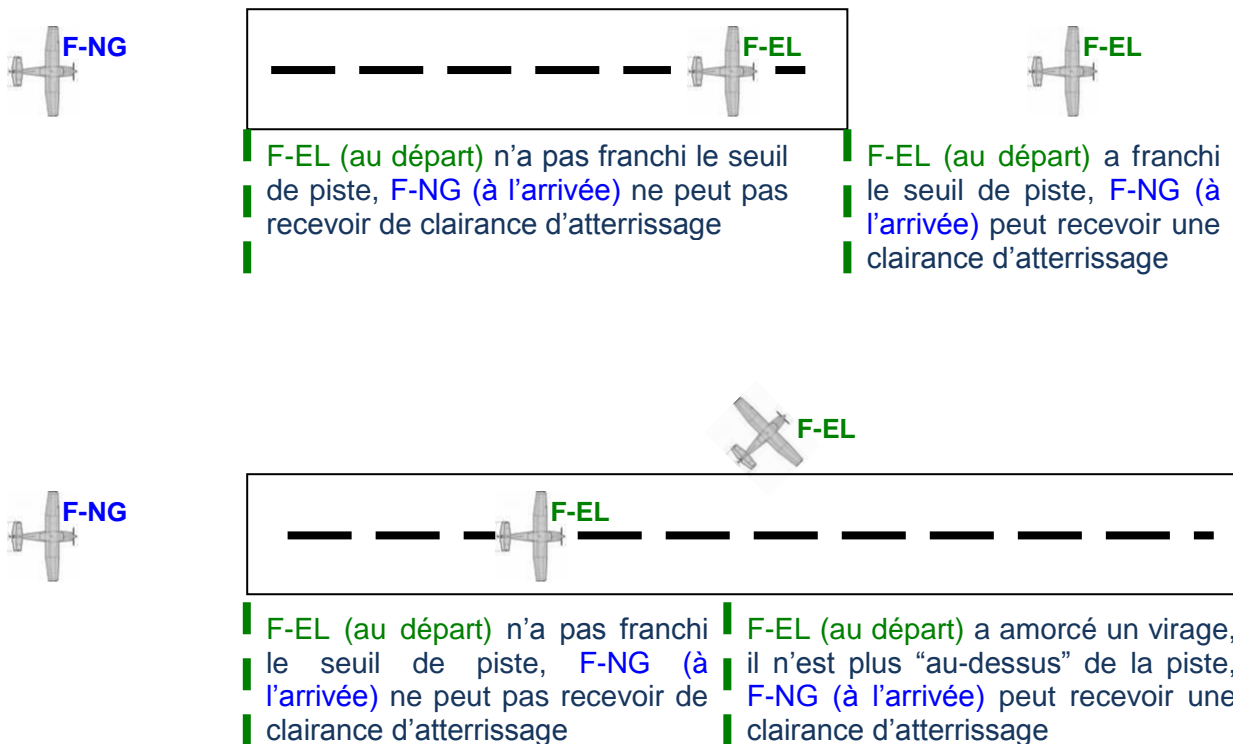 F-NG
F-EL
F-EL
F-EL (au départ) n'a pas franchi le seuil
de piste, F-NG (à l'arrivée) ne peut pas
recevoir de clairance d'atterrissage
F-EL (au départ) a franchi
le seuil de piste, F-NG (à
l'arrivée) peut recevoir une
clairance d'atterrissage
F-EL
F-NG
F-EL
F-EL (au départ) n'a pas franchi
le seuil de piste, F-NG (à
l'arrivée) ne peut pas recevoir de
clairance d'atterrissage
F-EL (au départ) a amorcé un virage,
il n'est plus “au-dessus” de la piste,
F-NG (à l'arrivée) peut recevoir une
clairance d'atterrissage